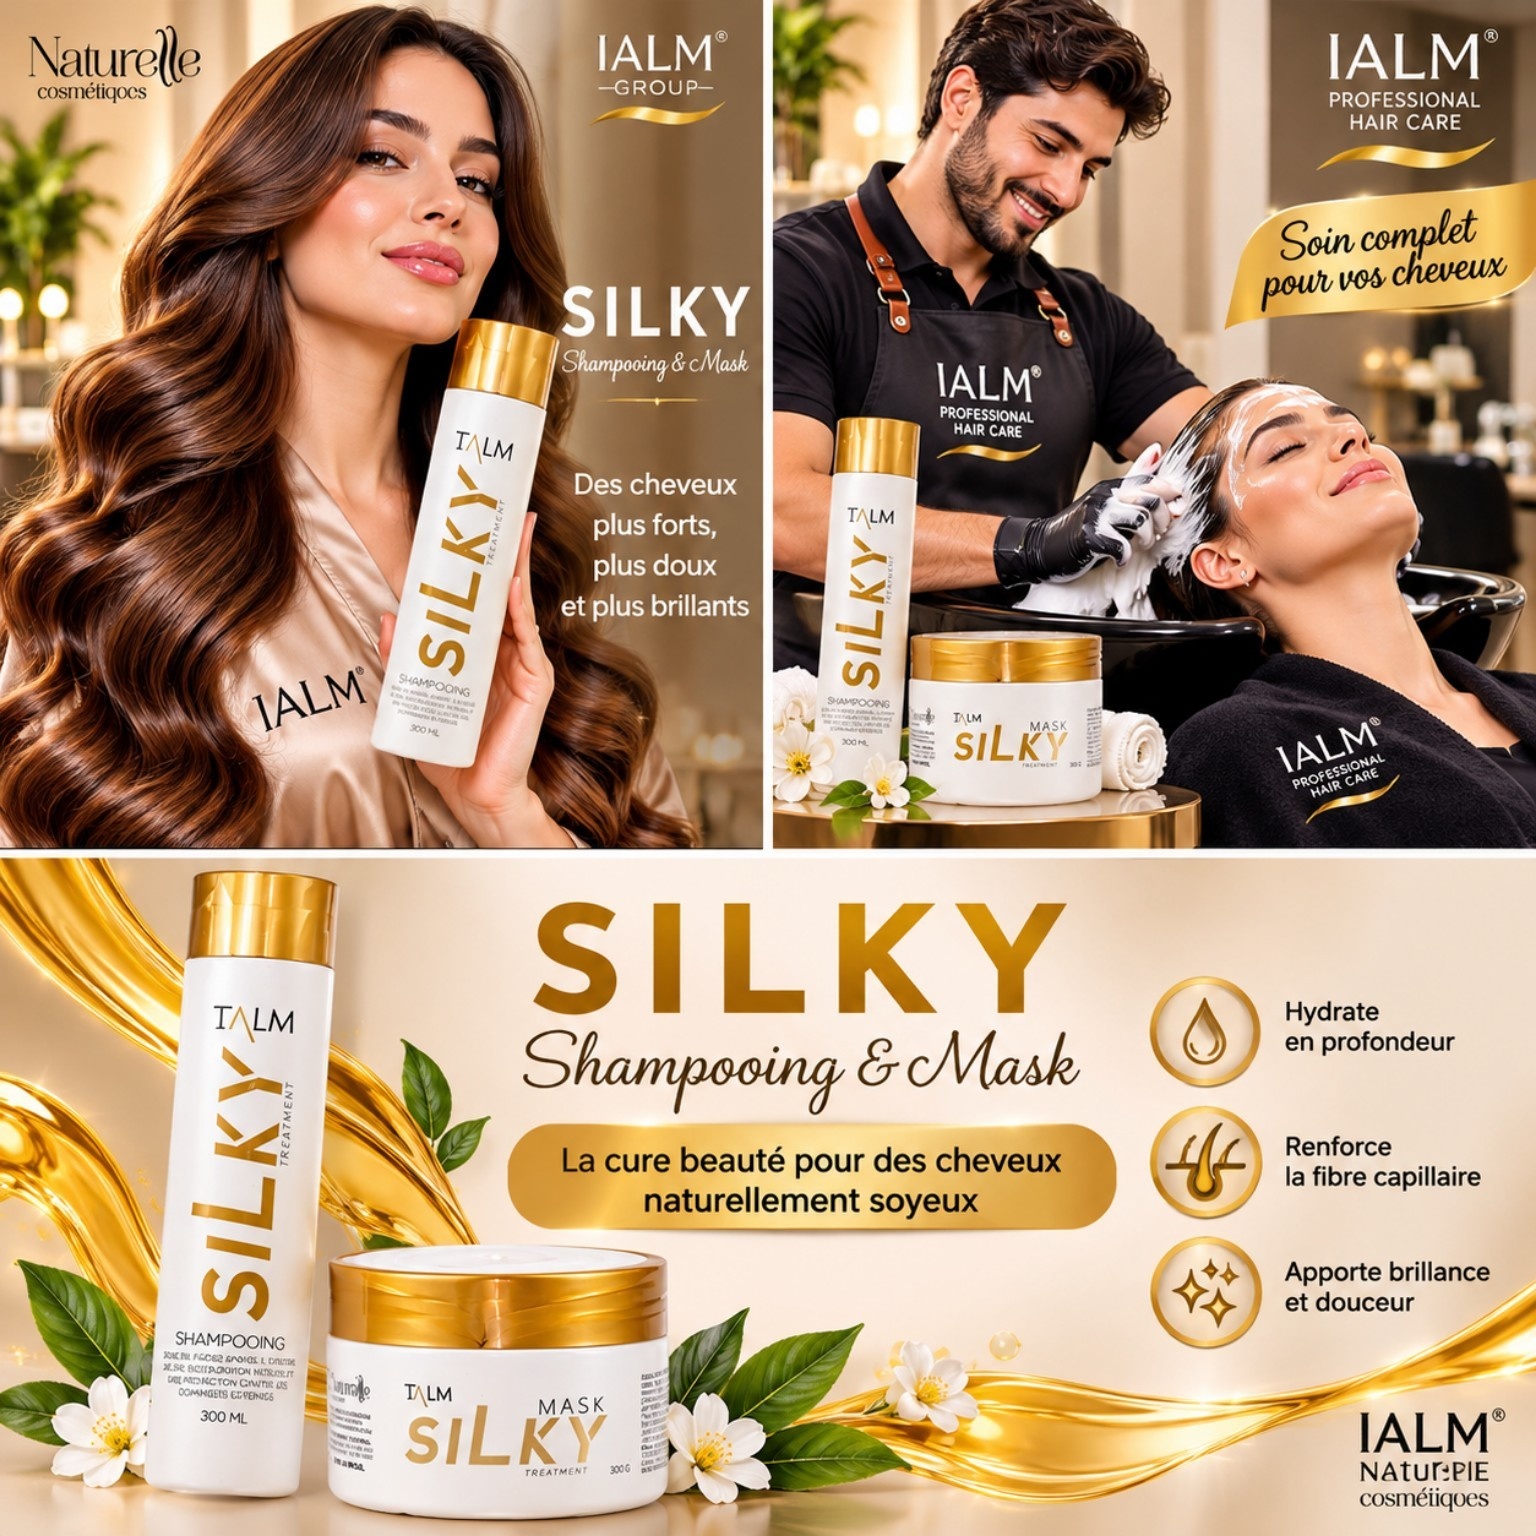 Naturelle
cosmétiqoes
IALM®
GROUP
SILKY
Shampooing & Mask
Des cheveux
plus forts,
plus doux
et plus brillants
TALM
SILKY
TREATMENT
SHAMPOOING
300 ML
IALM®
IALM®
PROFESSIONAL
HAIR CARE
Soin complet
pour vos cheveux
IALM®
PROFESSIONAL
HAIR CARE
TALM
SILKY
TREATMENT
SHAMPOOING
300 ML
TALM
MASK
SILKY
TREATMENT
300 G
IALM®
PROFESSIONAL
HAIR CARE
SILKY
Shampooing & Mask
La cure beauté pour des cheveux
naturellement soyeux
Hydrate
en profondeur
Renforce
la fibre capillaire
Apporte brillance
et douceur
TALM
SILKY
TREATMENT
SHAMPOOING
300 ML
TALM
MASK
SILKY
TREATMENT
300 G
IALM®
cosméiiqoes